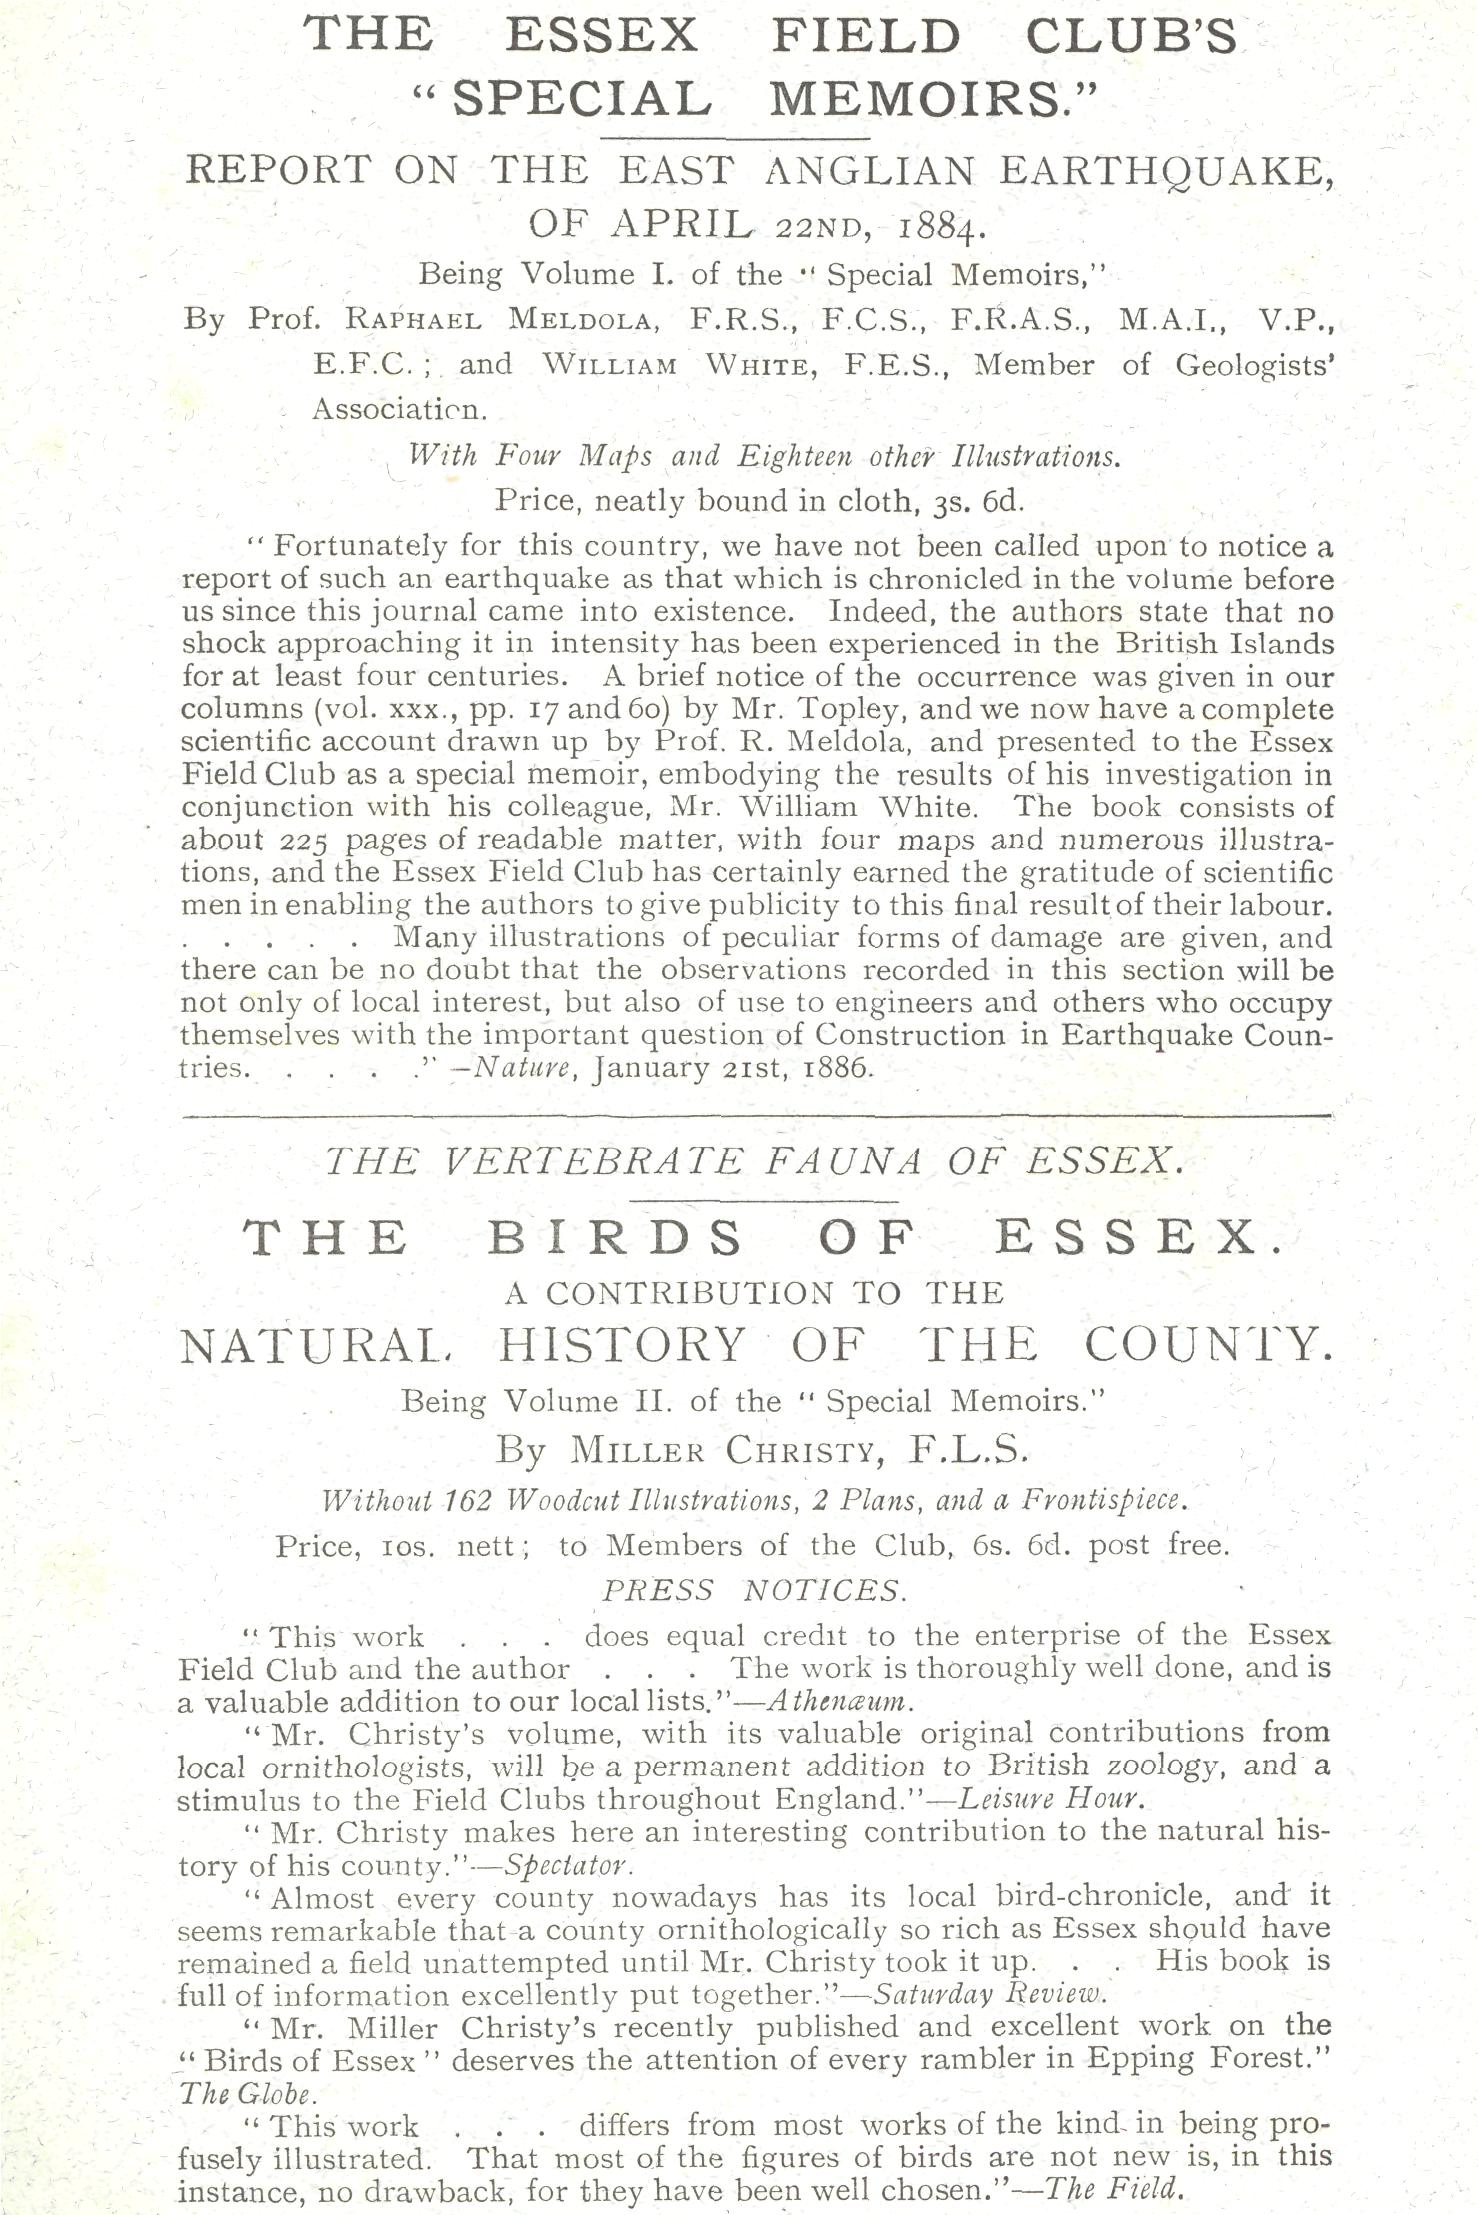 THE ESSEX FIELD CLUB'S
“SPECIAL MEMOIRS.”
REPORT ON THE EAST ANGLIAN EARTHQUAKE,
OF APRIL 22ND, 1884.
Being Volume I. of the “Special Memoirs,”
By Prof. RAPHAEL MELDOLA, F.R.S., F.C.S., F.R.A.S., M.A.I., V.P.,
E.F.C.; and WILLIAM WHITE, F.E.S., Member of Geologists'
Association.
With Four Maps and Eighteen other Illustrations.
Price, neatly bound in cloth, 3s. 6d.
“Fortunately for this country, we have not been called upon to notice a
report of such an earthquake as that which is chronicled in the volume before
us since this journal came into existence. Indeed, the authors state that no
shock approaching it in intensity has been experienced in the British Islands
for at least four centuries. A brief notice of the occurrence was given in our
columns (vol. xxx., pp. 17 and 60) by Mr. Topley, and we now have a complete
scientific account drawn up by Prof. R. Meldola, and presented to the Essex
Field Club as a special memoir, embodying the results of his investigation in
conjunction with his colleague, Mr. William White. The book consists of
about 225 pages of readable matter, with four maps and numerous illustra-
tions, and the Essex Field Club has certainly earned the gratitude of scientific
men in enabling the authors to give publicity to this final result of their labour.
. . . . . Many illustrations of peculiar forms of damage are given, and
there can be no doubt that the observations recorded in this section will be
not only of local interest, but also of use to engineers and others who occupy
themselves with the important question of Construction in Earthquake Coun-
tries. . . . .” —Nature, January 21st, 1886.
THE VERTEBRATE FAUNA OF ESSEX.
THE BIRDS OF ESSEX.
A CONTRIBUTION TO THE
NATURAL HISTORY OF THE COUNTY.
Being Volume II. of the “Special Memoirs.”
By MILLER CHRISTY, F.L.S.
Without 162 Woodcut Illustrations, 2 Plans, and a Frontispiece.
Price, 10s. nett; to Members of the Club, 6s. 6d. post free.
PRESS NOTICES.
“This work . . . does equal credit to the enterprise of the Essex
Field Club and the author . . . The work is thoroughly well done, and is
a valuable addition to our local lists.”—Athenæum.
“Mr. Christy's volume, with its valuable original contributions from
local ornithologists, will be a permanent addition to British zoology, and a
stimulus to the Field Clubs throughout England.”—Leisure Hour.
“Mr. Christy makes here an interesting contribution to the natural his-
tory of his county.”—Spectator.
“Almost every county nowadays has its local bird-chronicle, and it
seems remarkable that a county ornithologically so rich as Essex should have
remained a field unattempted until Mr. Christy took it up. . . His book is
full of information excellently put together.”—Saturday Review.
“Mr. Miller Christy's recently published and excellent work on the
“Birds of Essex” deserves the attention of every rambler in Epping Forest.”
The Globe.
“This work . . . differs from most works of the kind in being pro-
fusely illustrated. That most of the figures of birds are not new is, in this
instance, no drawback, for they have been well chosen.”—The Field.